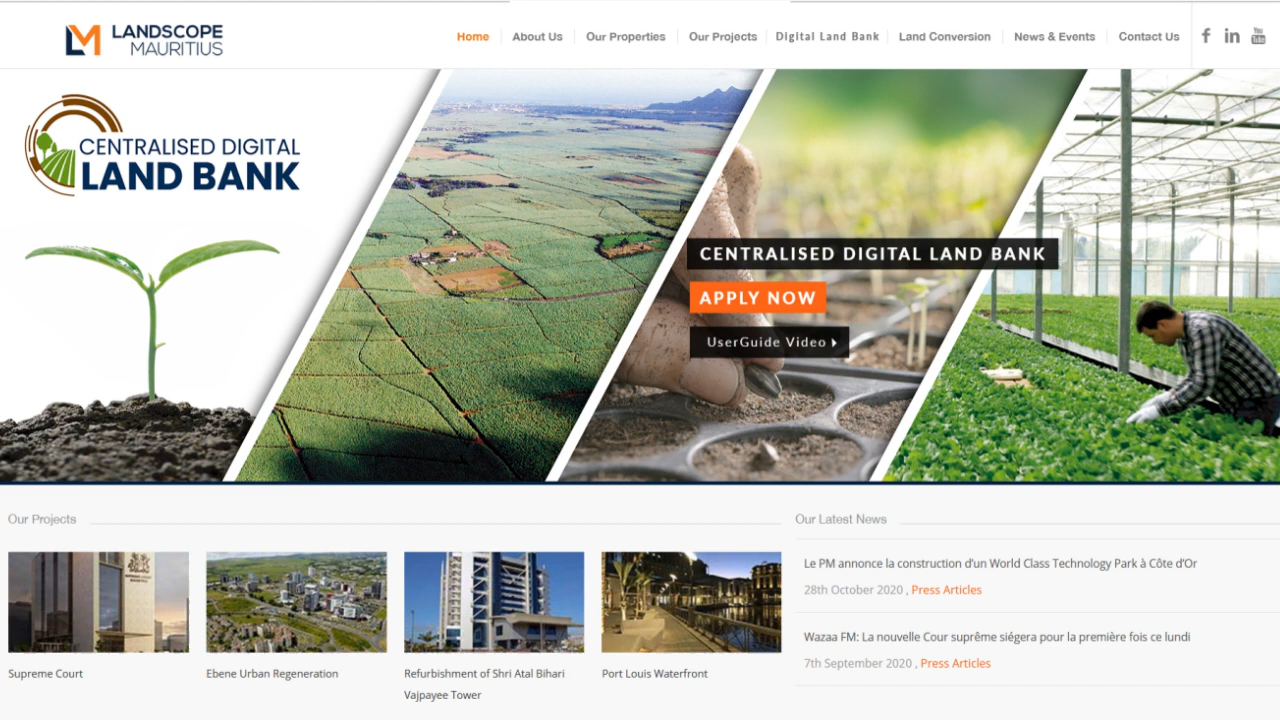 LANDSCOPE
MAURITIUS
Home
About Us
Our Properties
Our Projects
Digital Land Bank
Land Conversion
News & Events
Contact Us
You
Tube
CENTRALISED DIGITAL
LAND BANK
CENTRALISED DIGITAL LAND BANK
APPLY NOW
UserGuide Video
Our Projects
Supreme Court
Ebene Urban Regeneration
Refurbishment of Shri Atal Bihari
Vajpayee Tower
Port Louis Waterfront
Our Latest News
Le PM annonce la construction d’un World Class Technology Park à Côte d’Or
28th October 2020 , Press Articles
Wazaa FM: La nouvelle Cour suprême siégera pour la première fois ce lundi
7th September 2020 , Press Articles